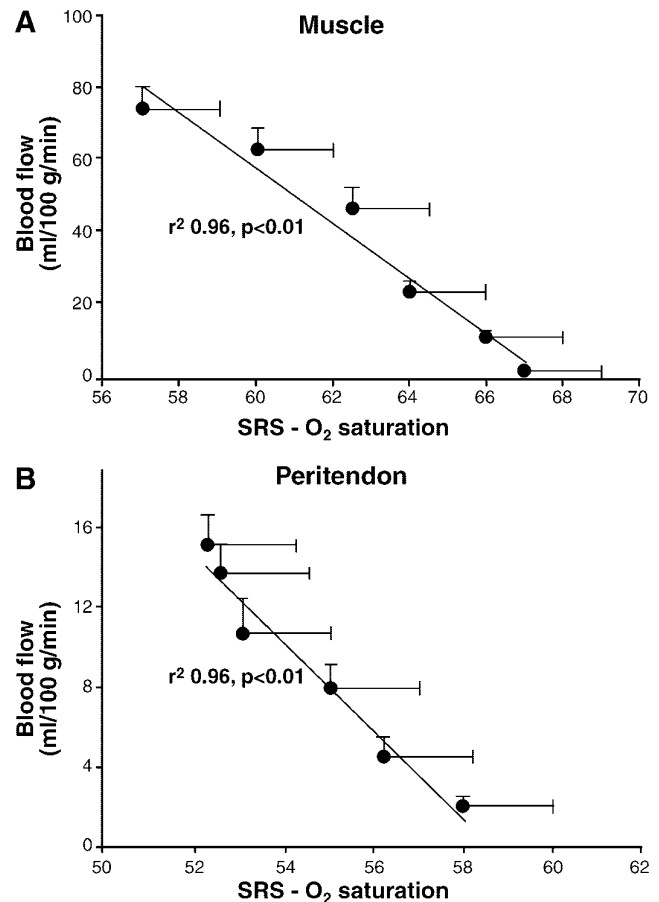 A
Muscle
100
80
60
40
20
0
Blood flow
(ml/100 g/min)
r² 0.96, p<0.01
56 58 60 62 64 66 68 70
SRS - O₂ saturation
B
Peritendon
16
12
8
4
0
Blood flow
(ml/100 g/min)
r² 0.96, p<0.01
50 52 54 56 58 60 62
SRS - O₂ saturation